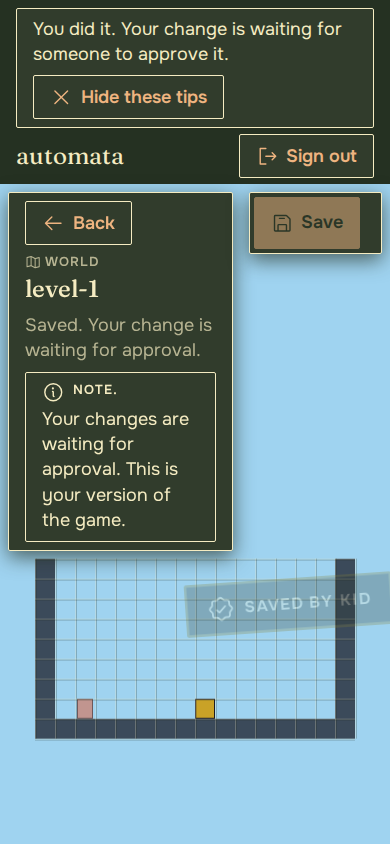 You did it. Your change is waiting for
someone to approve it.
Hide these tips
automata
Sign out
Back
Save
WORLD
level-1
Saved. Your change is
waiting for approval.
NOTE.
Your changes are
waiting for
approval. This is
your version of
the game.
SAVED BY KID